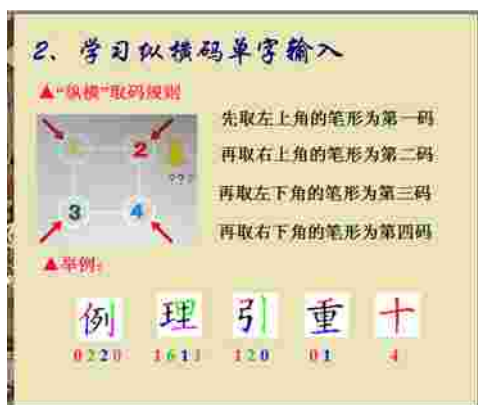 2、学习纵横码单字输入
▲“纵横”取码规则
先取左上角的笔形为第一码
2
再取右上角的笔形为第二码
???
再取左下角的笔形为第三码
3 4
再取右下角的笔形为第四码
▲举例:
例 理 引 重 十
0220 1611 120 01 4